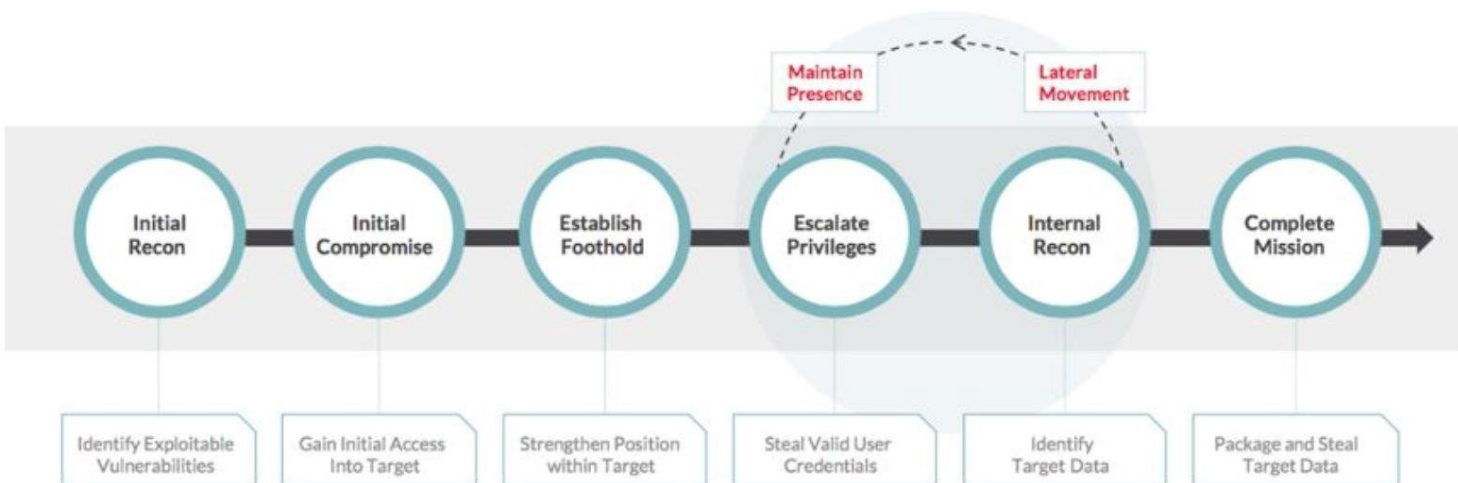 Maintain
Presence
Lateral
Movement
Initial
Recon
Initial
Compromise
Establish
Foothold
Escalate
Privileges
Internal
Recon
Complete
Mission
Identify Exploitable
Vulnerabilities
Gain Initial Access
Into Target
Strengthen Position
within Target
Steal Valid User
Credentials
Identify
Target Data
Package and Steal
Target Data